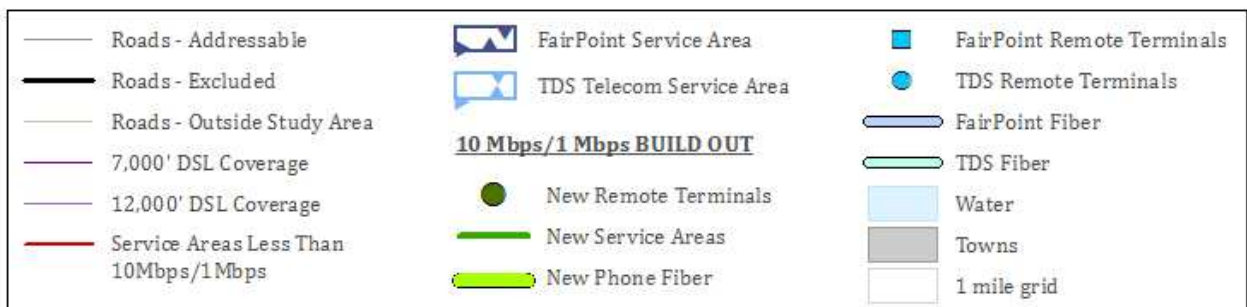 Roads - Addressable
Roads - Excluded
Roads - Outside Study Area
7,000' DSL Coverage
12,000' DSL Coverage
Service Areas Less Than
10Mbps/1Mbps
FairPoint Service Area
TDS Telecom Service Area
10 Mbps/1 Mbps BUILD OUT
New Remote Terminals
New Service Areas
New Phone Fiber
FairPoint Remote Terminals
TDS Remote Terminals
FairPoint Fiber
TDS Fiber
Water
Towns
1 mile grid